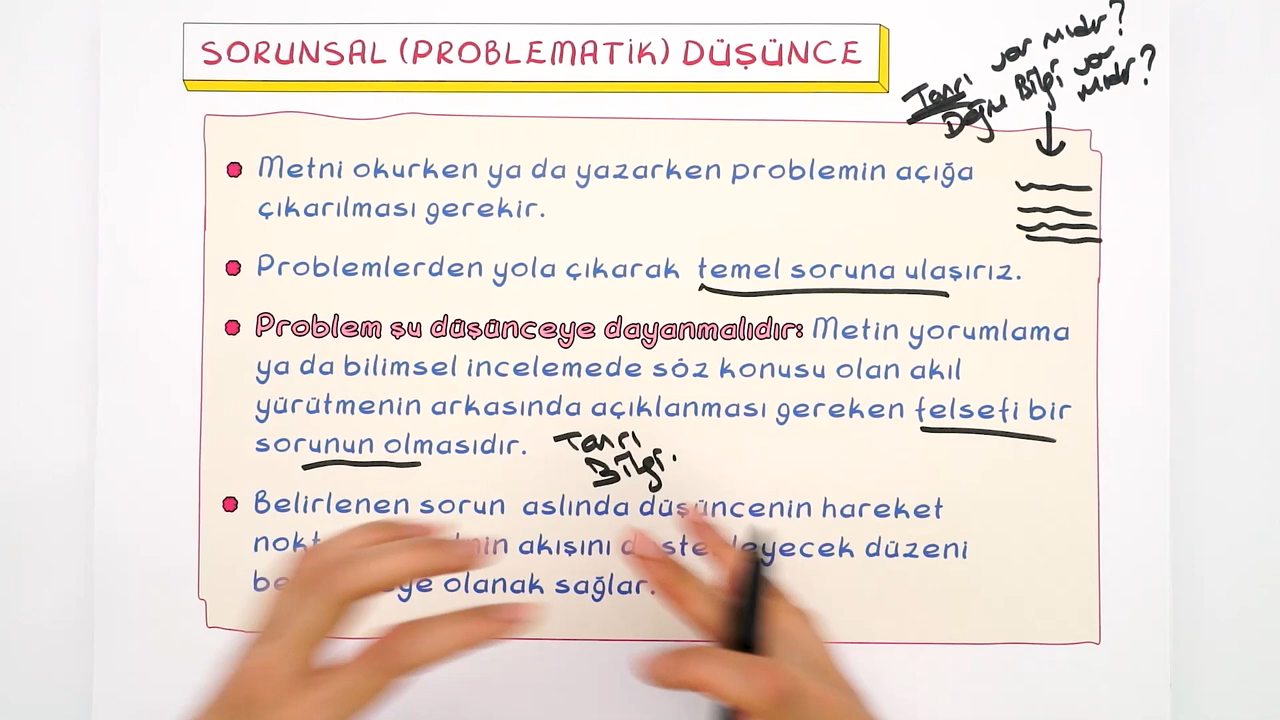 SORUNSAL (PROBLEMATİK) DÜŞÜNCE
Tanrı var mıdır?
Doğru Bilgi var mıdır?
Metni okurken ya da yazarken problemin açığa
çıkarılması gerekir.
Problemlerden yola çıkarak temel soruna ulaşırız.
Problem şu düşünceye dayanmalıdır: Metin yorumlama
ya da bilimsel incelemede söz konusu olan akıl
yürütmenin arkasında açıklanması gereken felsefi bir
sorunun olmasıdır.
Tanrı
Bilgi.
Belirlenen sorun aslında düşüncenin hareket
akışını düzeni
olanak sağlar.